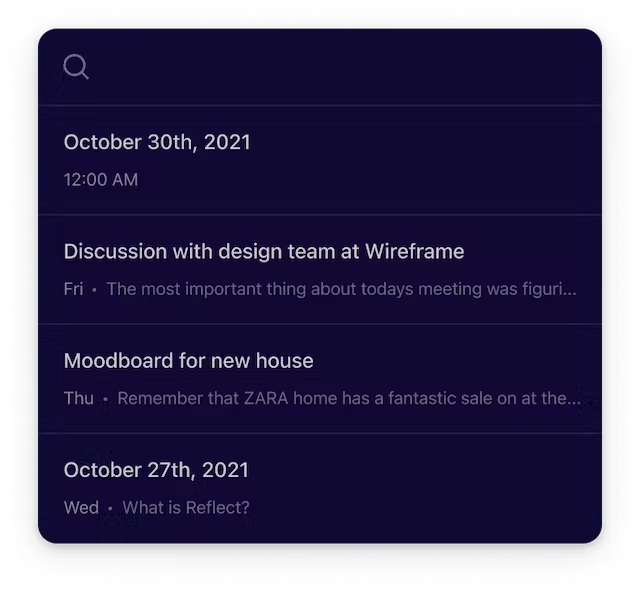 October 30th, 2021
12:00 AM
Discussion with design team at Wireframe
Fri • The most important thing about todays meeting was figuri...
Moodboard for new house
Thu • Remember that ZARA home has a fantastic sale on at the...
October 27th, 2021
Wed • What is Reflect?